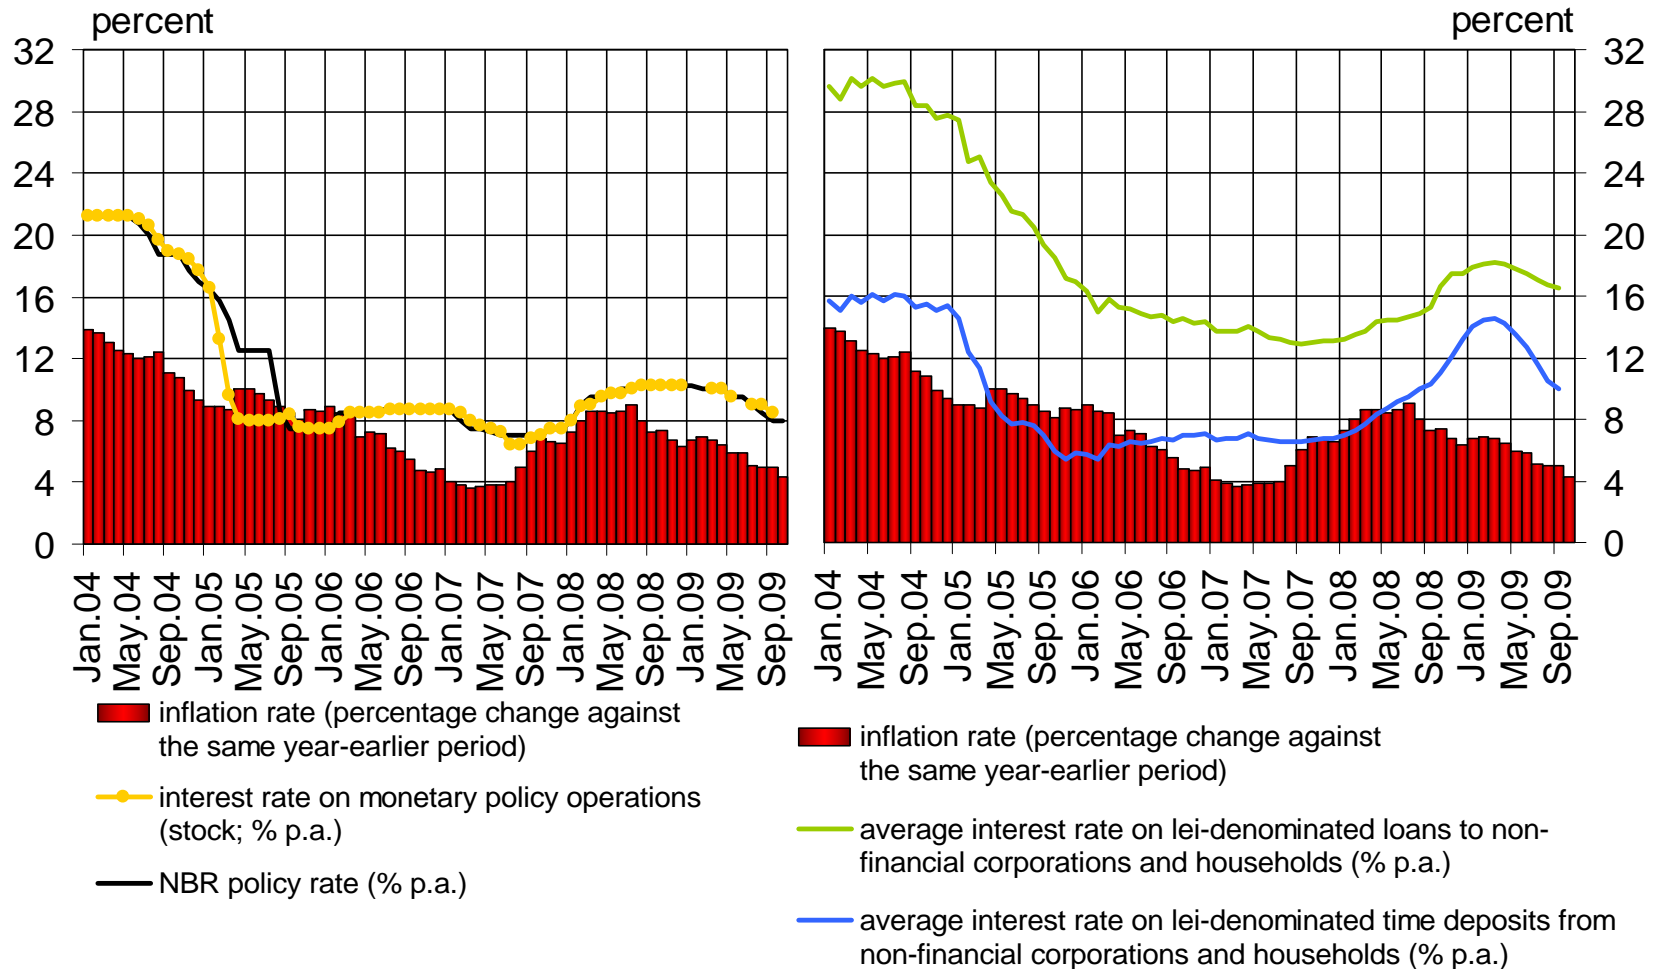 percent
32
28
24
20
16
12
8
4
0
Jan.04
May.04
Sep.04
Jan.05
May.05
Sep.05
Jan.06
May.06
Sep.06
Jan.07
May.07
Sep.07
Jan.08
May.08
Sep.08
Jan.09
May.09
Sep.09
inflation rate (percentage change against
the same year-earlier period)
interest rate on monetary policy operations
(stock; % p.a.)
NBR policy rate (% p.a.)
percent
32
28
24
20
16
12
8
4
0
Jan.04
May.04
Sep.04
Jan.05
May.05
Sep.05
Jan.06
May.06
Sep.06
Jan.07
May.07
Sep.07
Jan.08
May.08
Sep.08
Jan.09
May.09
Sep.09
inflation rate (percentage change against
the same year-earlier period)
average interest rate on lei-denominated loans to non-
financial corporations and households (% p.a.)
average interest rate on lei-denominated time deposits from
non-financial corporations and households (% p.a.)